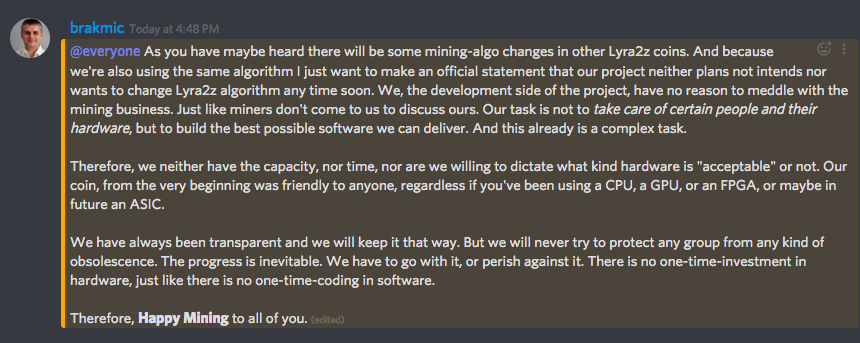 brakmic Today at 4:48 PM
@everyone As you have maybe heard there will be some mining-algo changes in other Lyra2z coins. And because
we're also using the same algorithm I just want to make an official statement that our project neither plans not intends nor
wants to change Lyra2z algorithm any time soon. We, the development side of the project, have no reason to meddle with the
mining business. Just like miners don't come to us to discuss ours. Our task is not to take care of certain people and their
hardware, but to build the best possible software we can deliver. And this already is a complex task.
Therefore, we neither have the capacity, nor time, nor are we willing to dictate what kind hardware is "acceptable" or not. Our
coin, from the very beginning was friendly to anyone, regardless if you've been using a CPU, a GPU, or an FPGA, or maybe in
future an ASIC.
We have always been transparent and we will keep it that way. But we will never try to protect any group from any kind of
obsolescence. The progress is inevitable. We have to go with it, or perish against it. There is no one-time-investment in
hardware, just like there is no one-time-coding in software.
Therefore, Happy Mining to all of you. (edited)